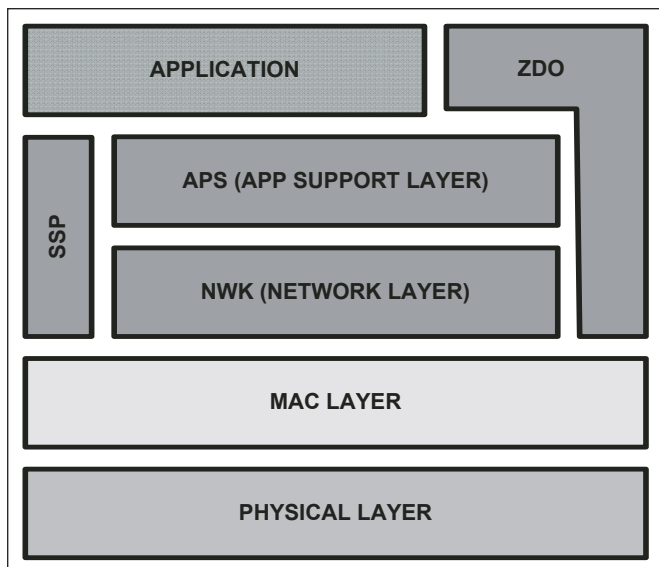 APPLICATION
ZDO
APS (APP SUPPORT LAYER)
SSP
NWK (NETWORK LAYER)
MAC LAYER
PHYSICAL LAYER